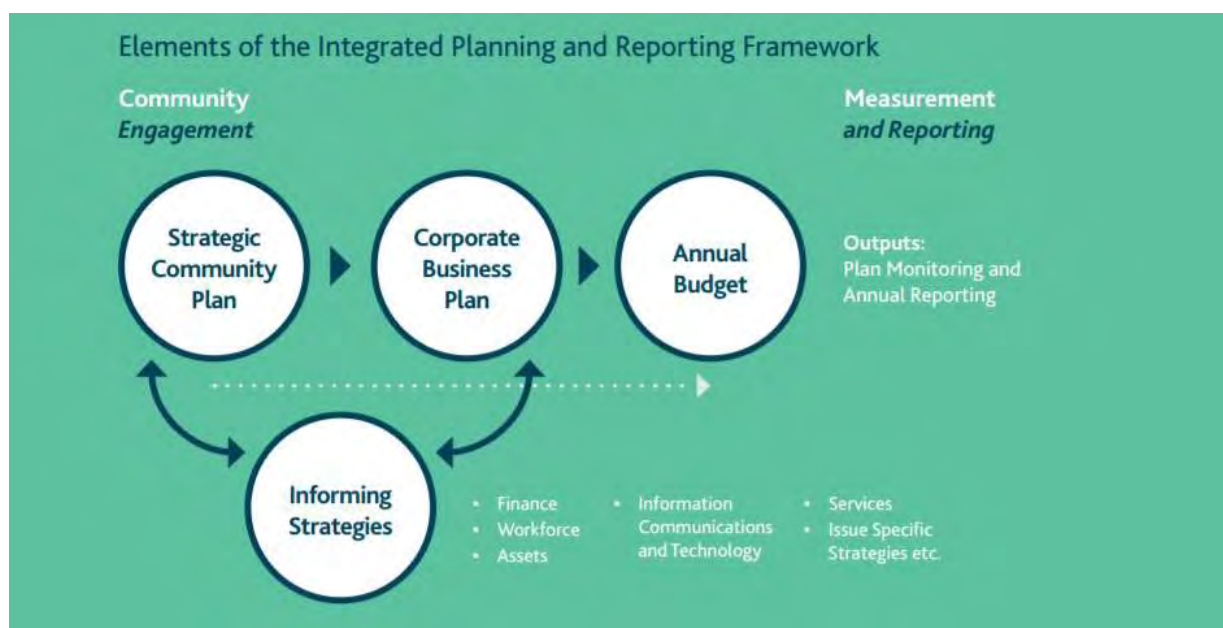 Elements of the Integrated Planning and Reporting Framework
Community
Engagement
Measurement
and Reporting
Strategic
Community
Plan
Corporate
Business
Plan
Annual
Budget
Outputs:
Plan Monitoring and
Annual Reporting
Informing
Strategies
• Finance
• Workforce
• Assets
• Information
Communications
and Technology
• Services
• Issue Specific
Strategies etc.